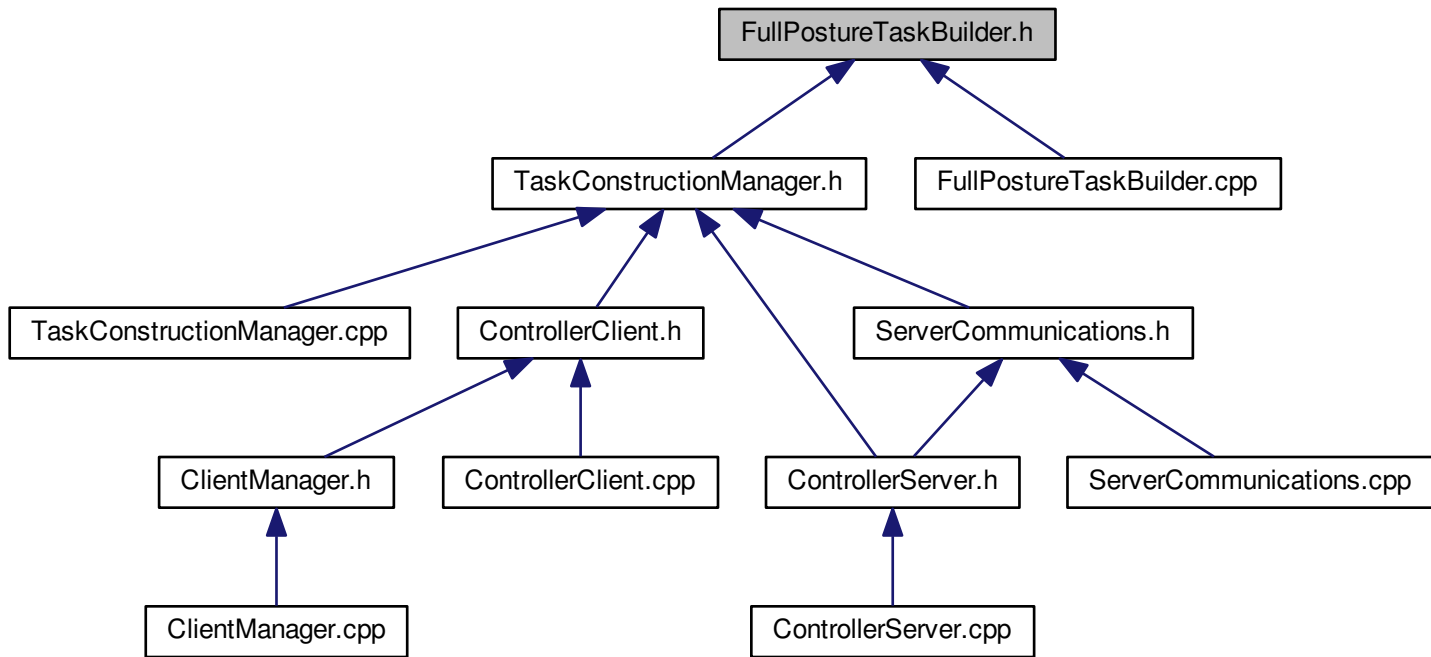 FullPostureTaskBuilder.h
TaskConstructionManager.h
FullPostureTaskBuilder.cpp
TaskConstructionManager.cpp
ControllerClient.h
ServerCommunications.h
ClientManager.h
ControllerClient.cpp
ControllerServer.h
ServerCommunications.cpp
ClientManager.cpp
ControllerServer.cpp